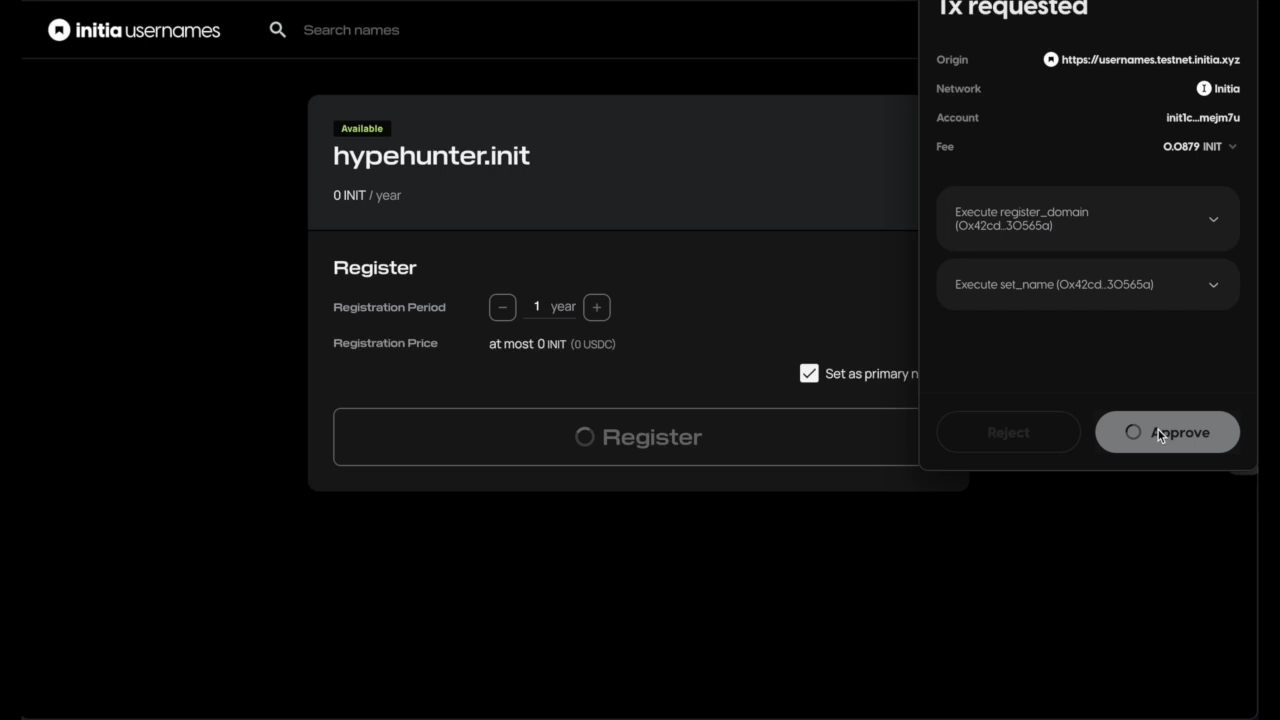 initia usernames
Search names
Available
hypehunter.init
0 INIT / year
Register
Registration Period
1 year
Registration Price
at most 0 INIT (0 USDC)
Set as primary n
Register
Tx requested
Origin https://usernames.testnet.initia.xyz
Network Initia
Account init1c...mejm7u
Fee 0.0879 INIT
Execute register_domain
(0x42cd...30565a)
Execute set_name (0x42cd...30565a)
Reject
Approve